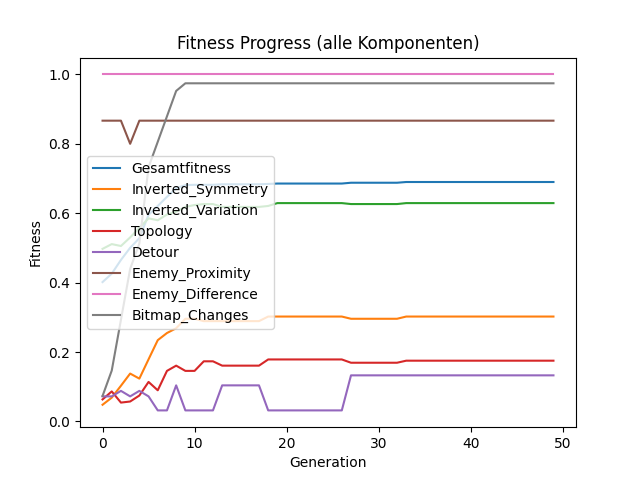 Fitness Progress (alle Komponenten)
1.0
0.8
0.6
0.4
0.2
0.0
Fitness
Gesamtfitness
Inverted_Symmetry
Inverted_Variation
Topology
Detour
Enemy_Proximity
Enemy_Difference
Bitmap_Changes
0 10 20 30 40 50
Generation